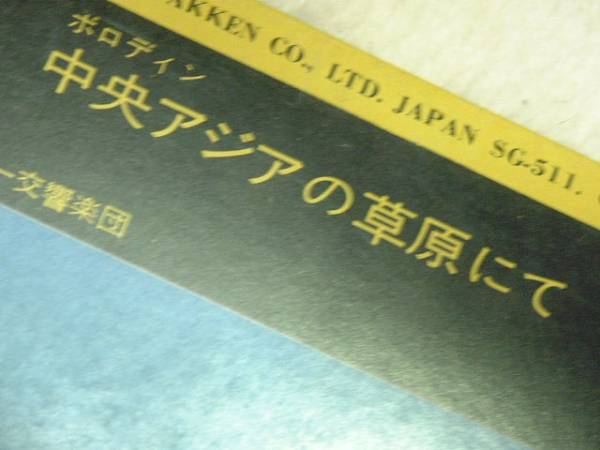 AKKEN CO., LTD. JAPAN SG-511.
ボロディン
中央アジアの草原にて
ー交響楽団